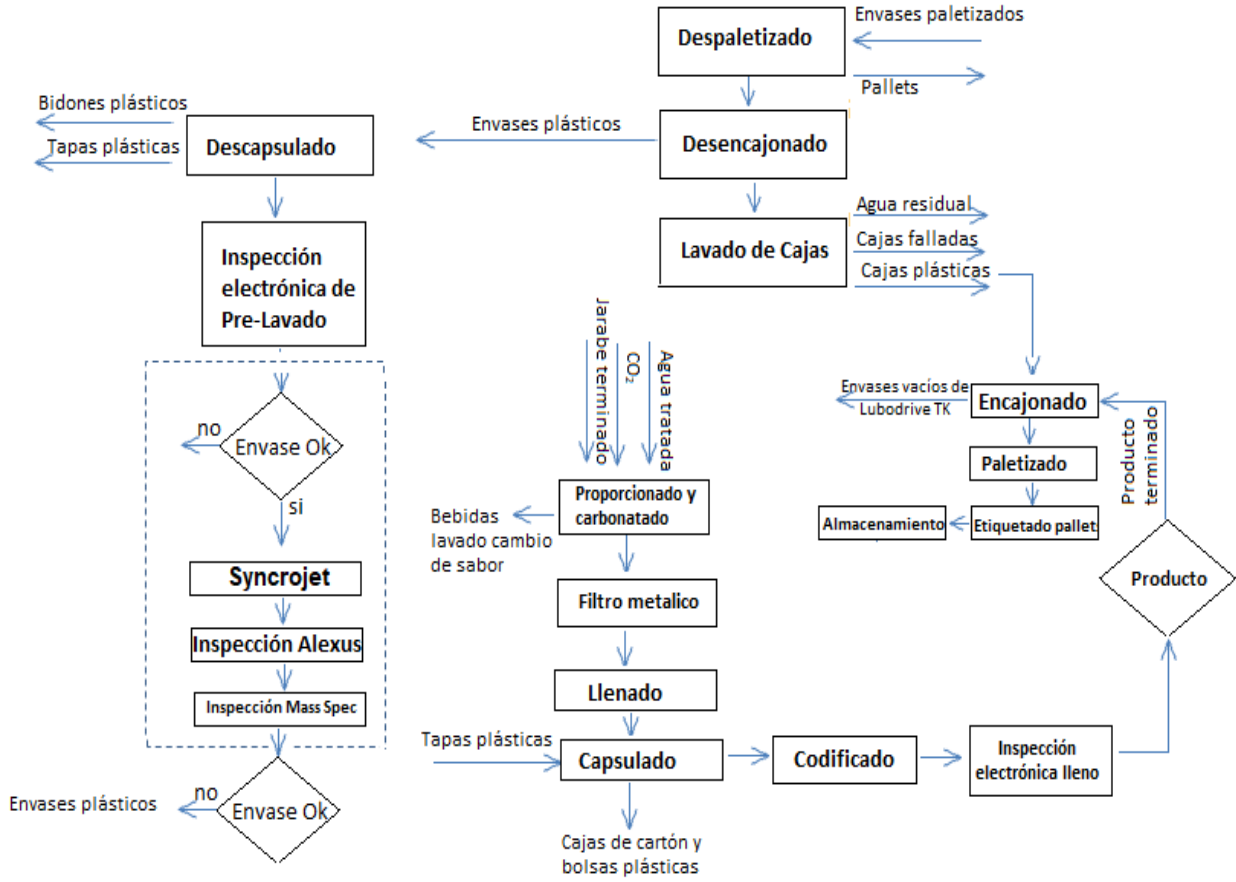 Envases paletizados
Despaletizado
Pallets
Bidones plásticos
Tapas plásticas
Descapsulado
Envases plásticos
Desencajonado
Agua residual
Lavado de Cajas
Cajas falladas
Cajas plásticas
Inspección
electrónica de
Pre-Lavado
Jarabe terminado
CO₂
Agua tratada
Envases vacíos de
Lubodrive TK
Encajonado
Producto
terminado
no
Envase Ok
si
Paletizado
Proporcionado y
carbonatado
Bebidas
lavado cambio
de sabor
Almacenamiento
Etiquetado pallets
Syncrojet
Filtro metalico
Producto
Inspección Alexus
Llenado
Inspección Mass Spec
Tapas plásticas
Capsulado
Codificado
Inspección
electrónica lleno
Envases plásticos
no
Envase Ok
Cajas de cartón y
bolsas plásticas